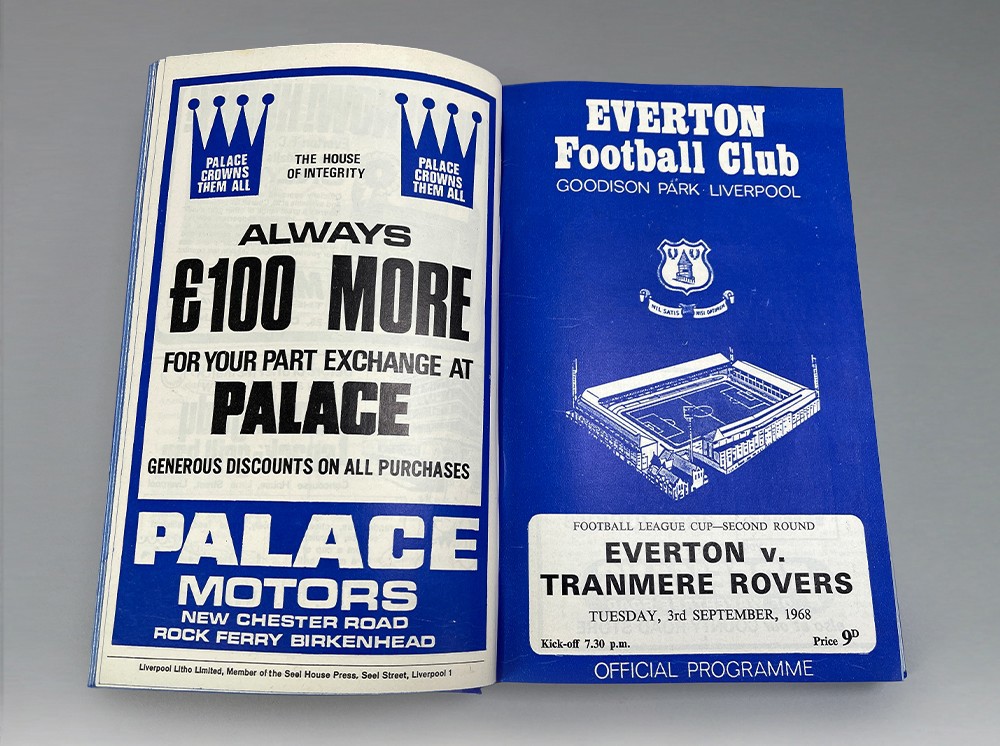 PALACE
CROWNS
THEM ALL
THE HOUSE
OF INTEGRITY
PALACE
CROWNS
THEM ALL
ALWAYS
£100 MORE
FOR YOUR PART EXCHANGE AT
PALACE
GENEROUS DISCOUNTS ON ALL PURCHASES
PALACE
MOTORS
NEW CHESTER ROAD
ROCK FERRY BIRKENHEAD
Liverpool Litho Limited, Member of the Seel House Press, Seel Street, Liverpool 1
EVERTON
Football Club
GOODISON PARK · LIVERPOOL
NIL SATIS NISI OPTIMUM
FOOTBALL LEAGUE CUP—SECOND ROUND
EVERTON v.
TRANMERE ROVERS
TUESDAY, 3rd SEPTEMBER, 1968
Kick-off 7.30 p.m. Price 9D
OFFICIAL PROGRAMME